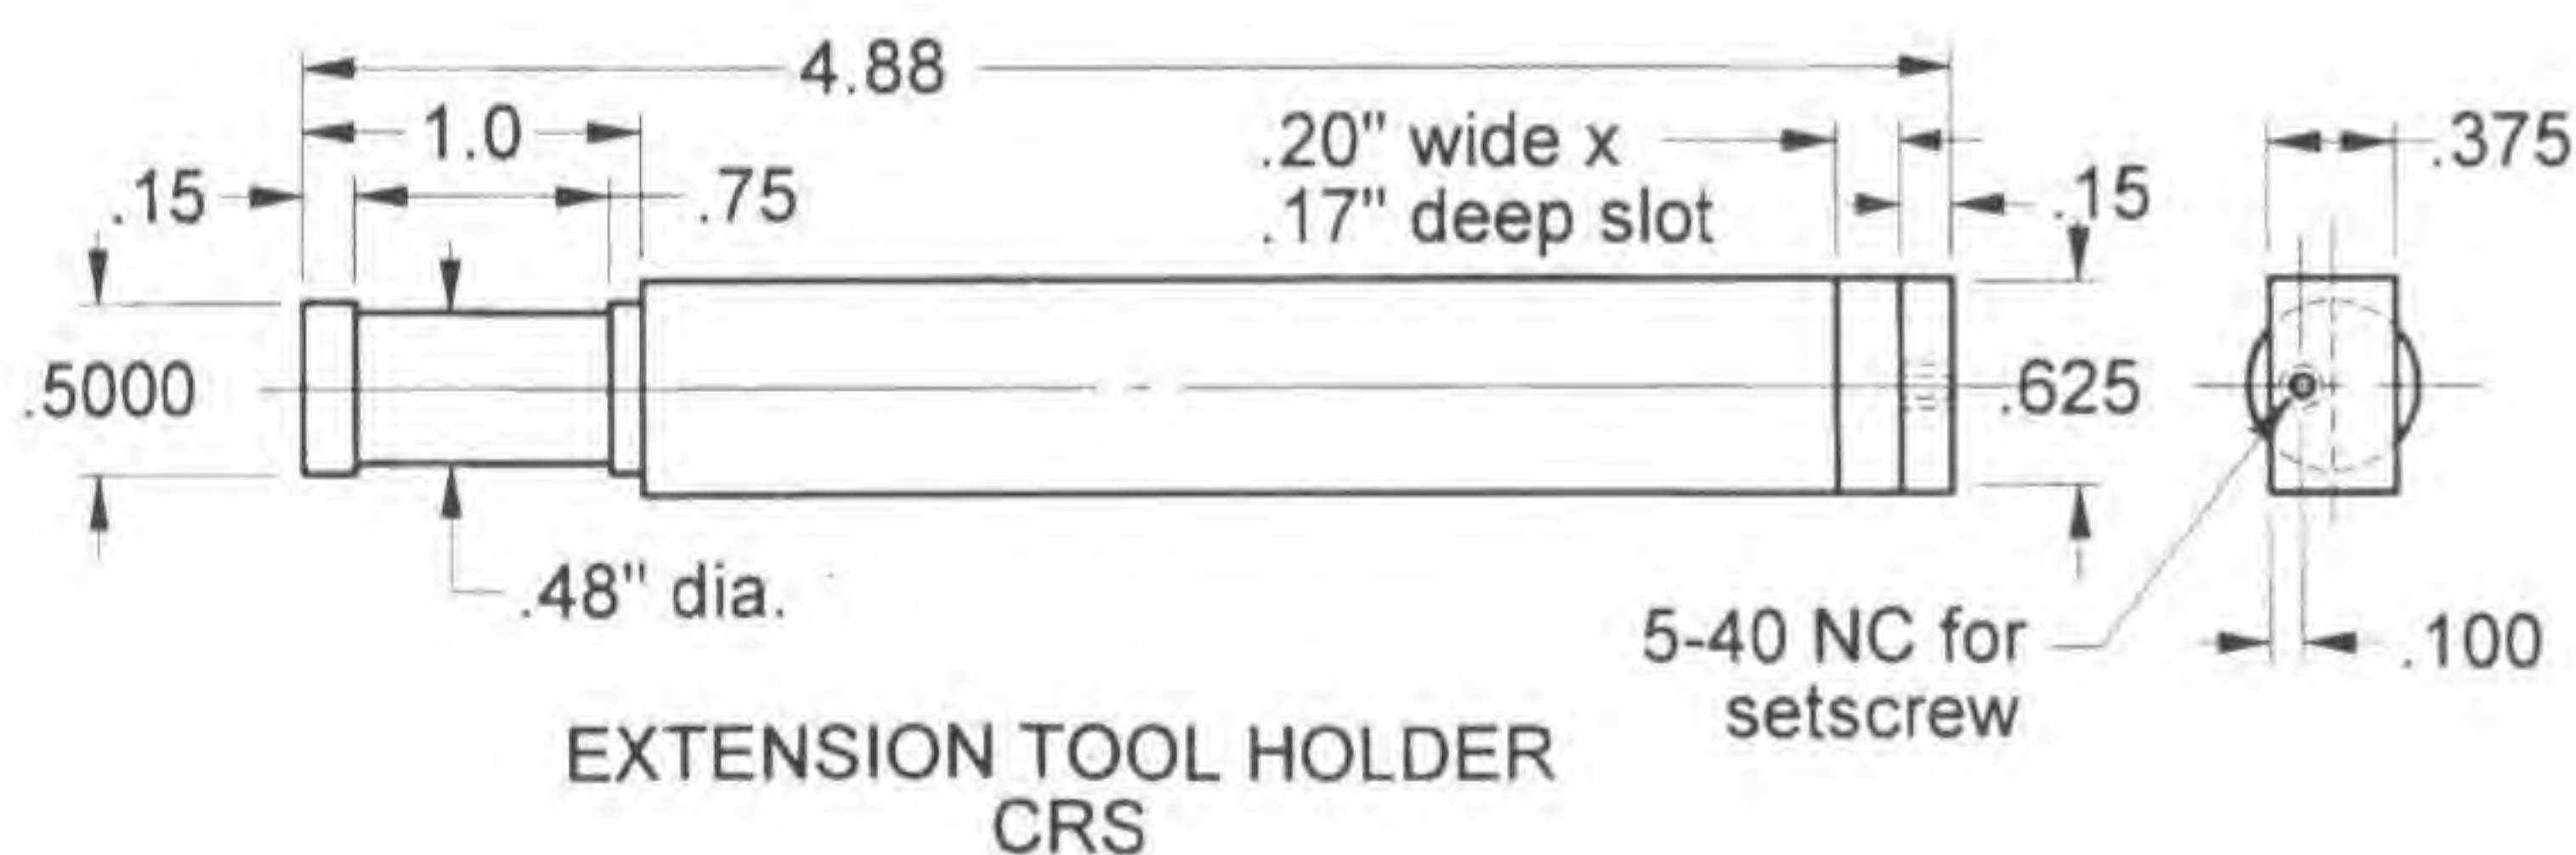 4.88
1.0
.20" wide x
.375
.15
.75
.17" deep slot
.15
.5000
.625
.48" dia.
5-40 NC for
.100
setscrew
EXTENSION TOOL HOLDER
CRS